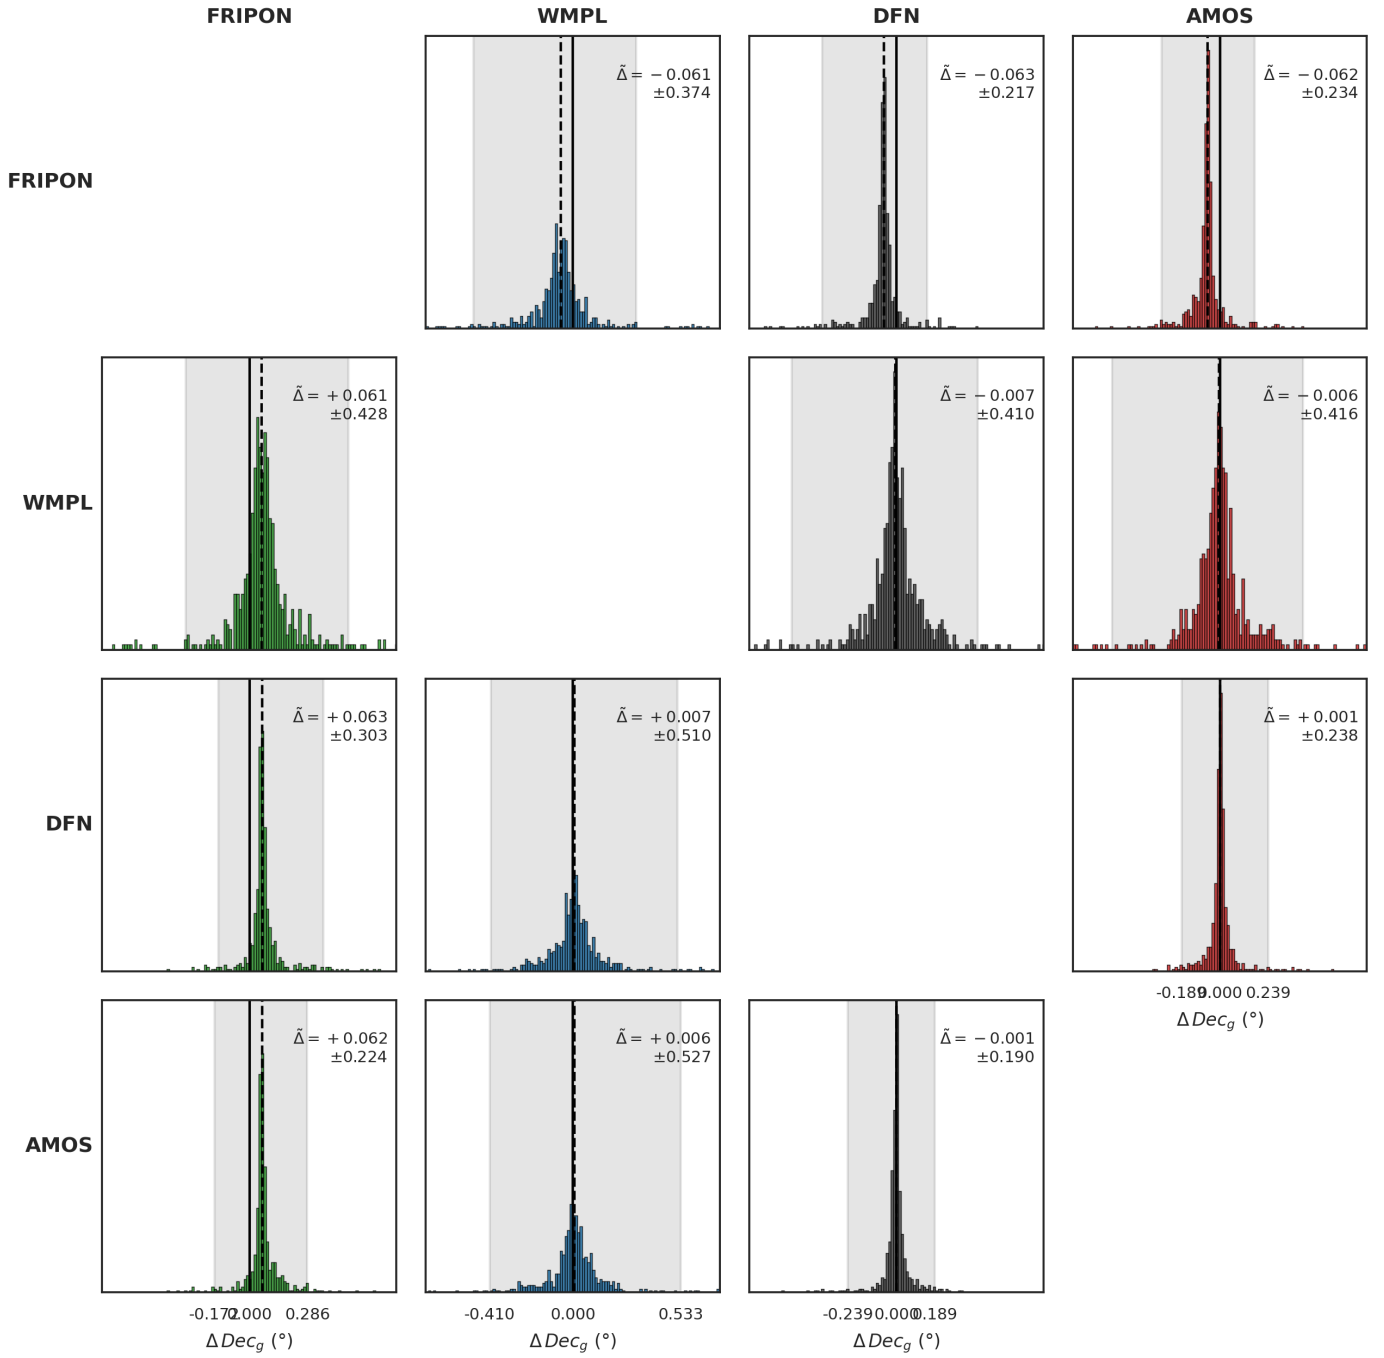 FRIPON WMPL DFN AMOS
FRIPON
Δ̃ = − 0.061
±0.374
Δ̃ = − 0.063
±0.217
Δ̃ = − 0.062
±0.234
WMPL
Δ̃ = + 0.061
±0.428
Δ̃ = − 0.007
±0.410
Δ̃ = − 0.006
±0.416
DFN
Δ̃ = + 0.063
±0.303
Δ̃ = + 0.007
±0.510
Δ̃ = + 0.001
±0.238
-0.189 0.000 0.239
Δ Dec_g (°)
AMOS
Δ̃ = + 0.062
±0.224
Δ̃ = + 0.006
±0.527
Δ̃ = − 0.001
±0.190
-0.172 0.000 0.286
Δ Dec_g (°)
-0.410 0.000 0.533
Δ Dec_g (°)
-0.239 0.000 0.189
Δ Dec_g (°)